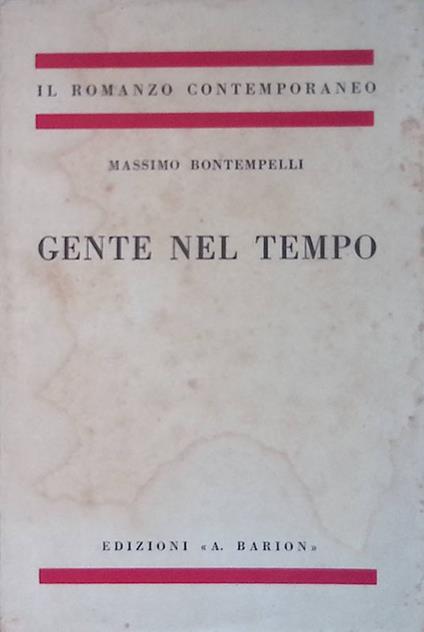 IL ROMANZO CONTEMPORANEO
MASSIMO BONTEMPELLI
GENTE NEL TEMPO
EDIZIONI «A. BARION»